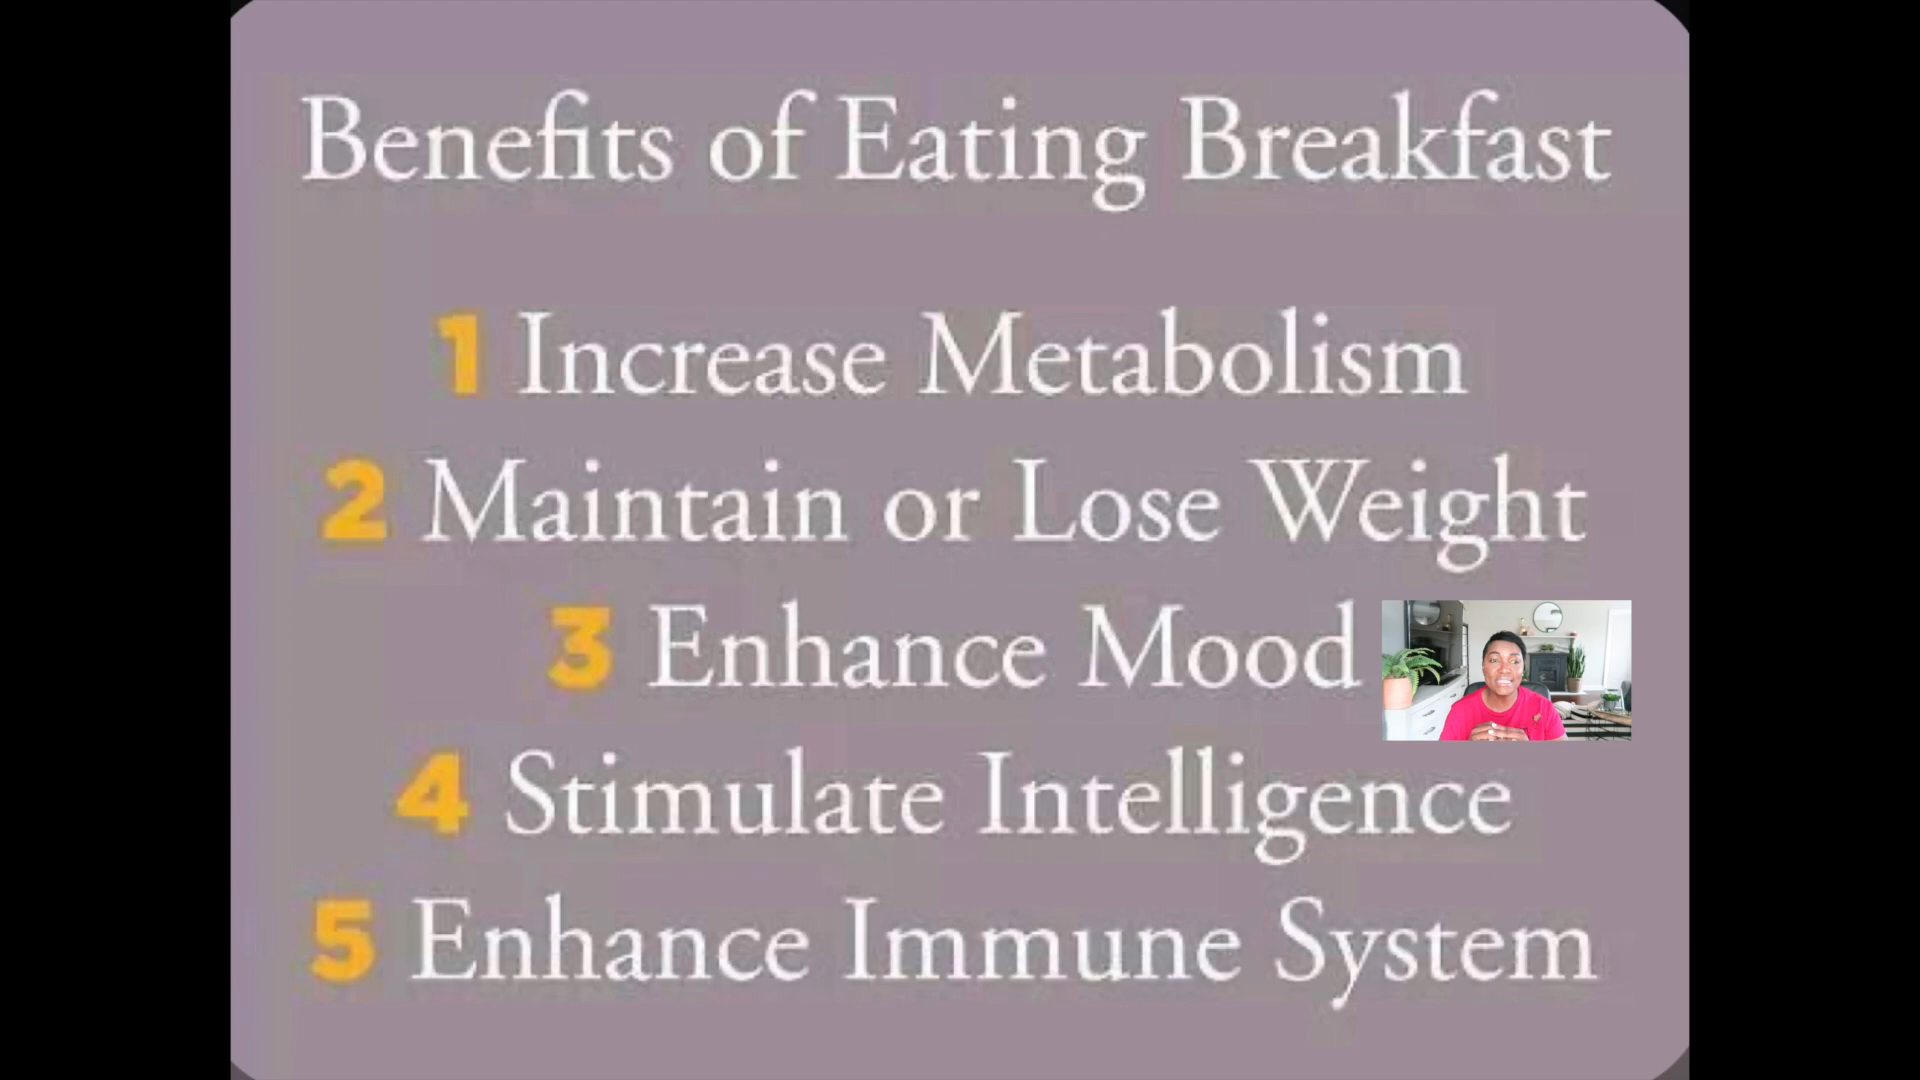 Benefits of Eating Breakfast
1 Increase Metabolism
2 Maintain or Lose Weight
3 Enhance Mood
4 Stimulate Intelligence
5 Enhance Immune System